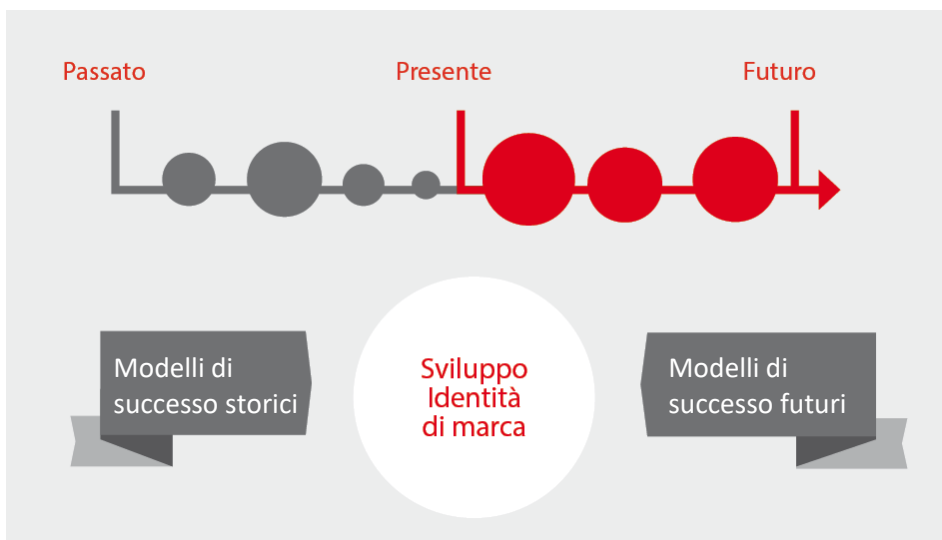 Passato
Presente
Futuro
Modelli di
successo storici
Sviluppo
Identità
di marca
Modelli di
successo futuri